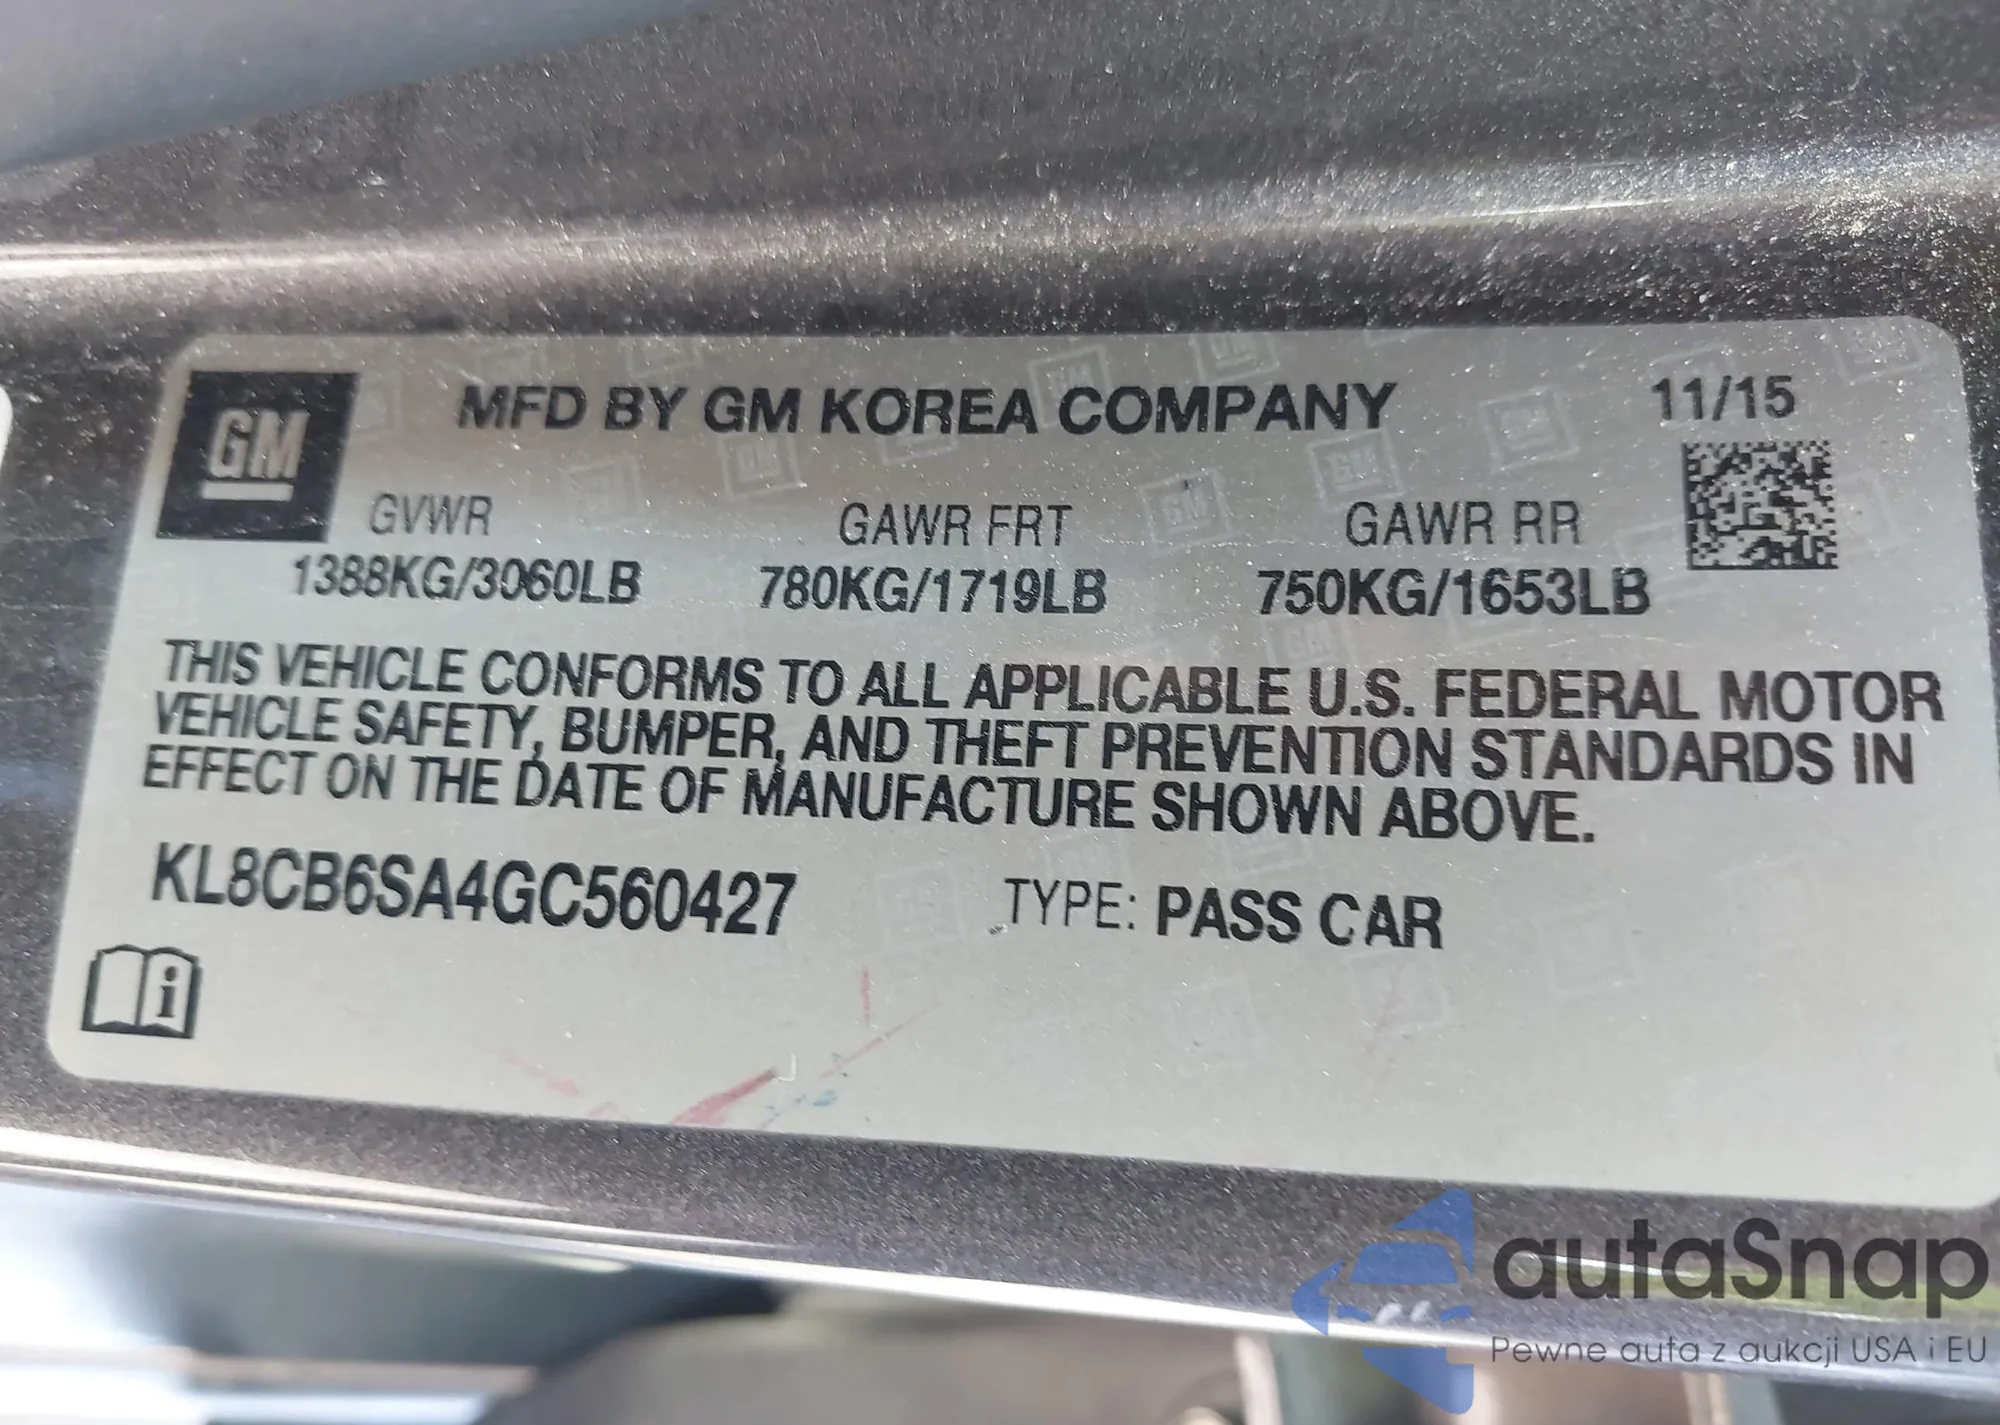 GM
MFD BY GM KOREA COMPANY
11/15
GVWR
GAWR FRT
GAWR RR
1388KG/3060LB
780KG/1719LB
750KG/1653LB
THIS VEHICLE CONFORMS TO ALL APPLICABLE U.S. FEDERAL MOTOR
VEHICLE SAFETY, BUMPER, AND THEFT PREVENTION STANDARDS IN
EFFECT ON THE DATE OF MANUFACTURE SHOWN ABOVE.
KL8CB6SA4GC560427
TYPE: PASS CAR
i
autaSnap
Pewne auta z aukcji USA i EU